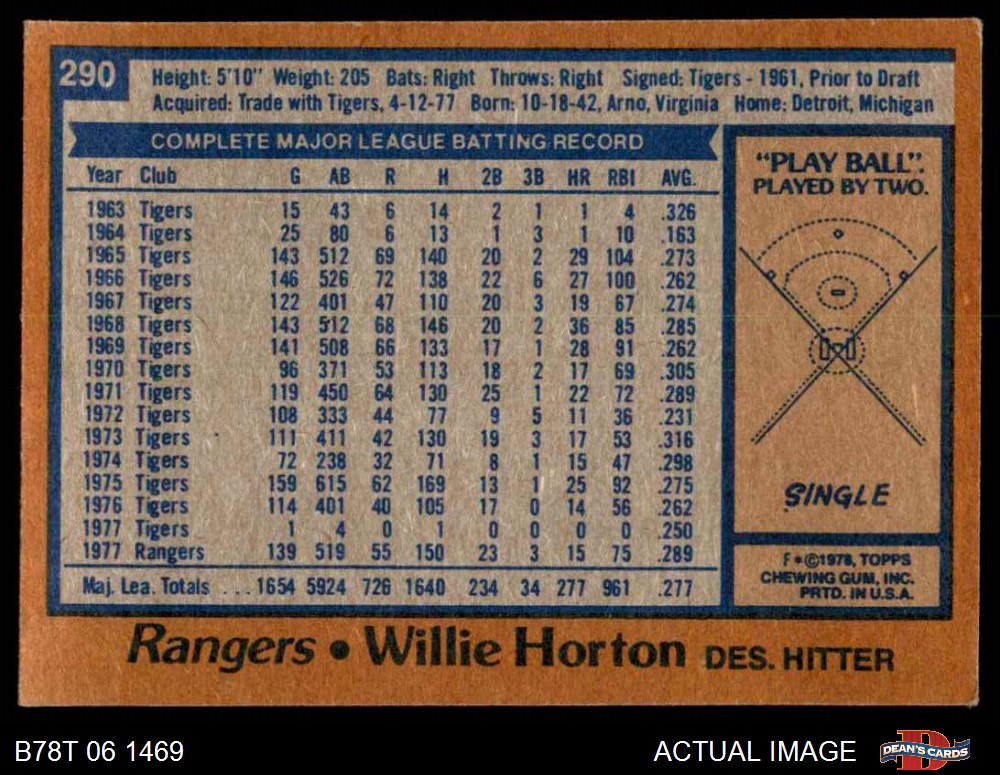 290
Height: 5'10" Weight: 205 Bats: Right Throws: Right Signed: Tigers - 1961, Prior to Draft
Acquired: Trade with Tigers, 4-12-77 Born: 10-18-42, Arno, Virginia Home: Detroit, Michigan
COMPLETE MAJOR LEAGUE BATTING RECORD
Year Club G AB R H 2B 3B HR RBI AVG.
1963 Tigers 15 43 6 14 2 1 1 4 .326
1964 Tigers 25 80 6 13 1 3 1 10 .163
1965 Tigers 143 512 69 140 20 2 29 104 .273
1966 Tigers 146 526 72 138 22 6 27 100 .262
1967 Tigers 122 401 47 110 20 3 19 67 .274
1968 Tigers 143 512 68 146 20 2 36 85 .285
1969 Tigers 141 508 66 133 17 1 28 91 .262
1970 Tigers 96 371 53 113 18 2 17 69 .305
1971 Tigers 119 450 64 130 25 1 22 72 .289
1972 Tigers 108 333 44 77 9 5 11 36 .231
1973 Tigers 111 411 42 130 19 3 17 53 .316
1974 Tigers 72 238 32 71 8 1 15 47 .298
1975 Tigers 159 615 62 169 13 1 25 92 .275
1976 Tigers 114 401 40 105 17 0 14 56 .262
1977 Tigers 1 4 0 1 0 0 0 0 .250
1977 Rangers 139 519 55 150 23 3 15 75 .289
Maj. Lea. Totals ... 1654 5924 726 1640 234 34 277 961 .277
"PLAY BALL".
PLAYED BY TWO.
SINGLE
F*©1978, TOPPS
CHEWING GUM, INC.
PRTD. IN U.S.A.
Rangers • Willie Horton DES. HITTER
B78T 06 1469
ACTUAL IMAGE
D
DEAN'S CARDS